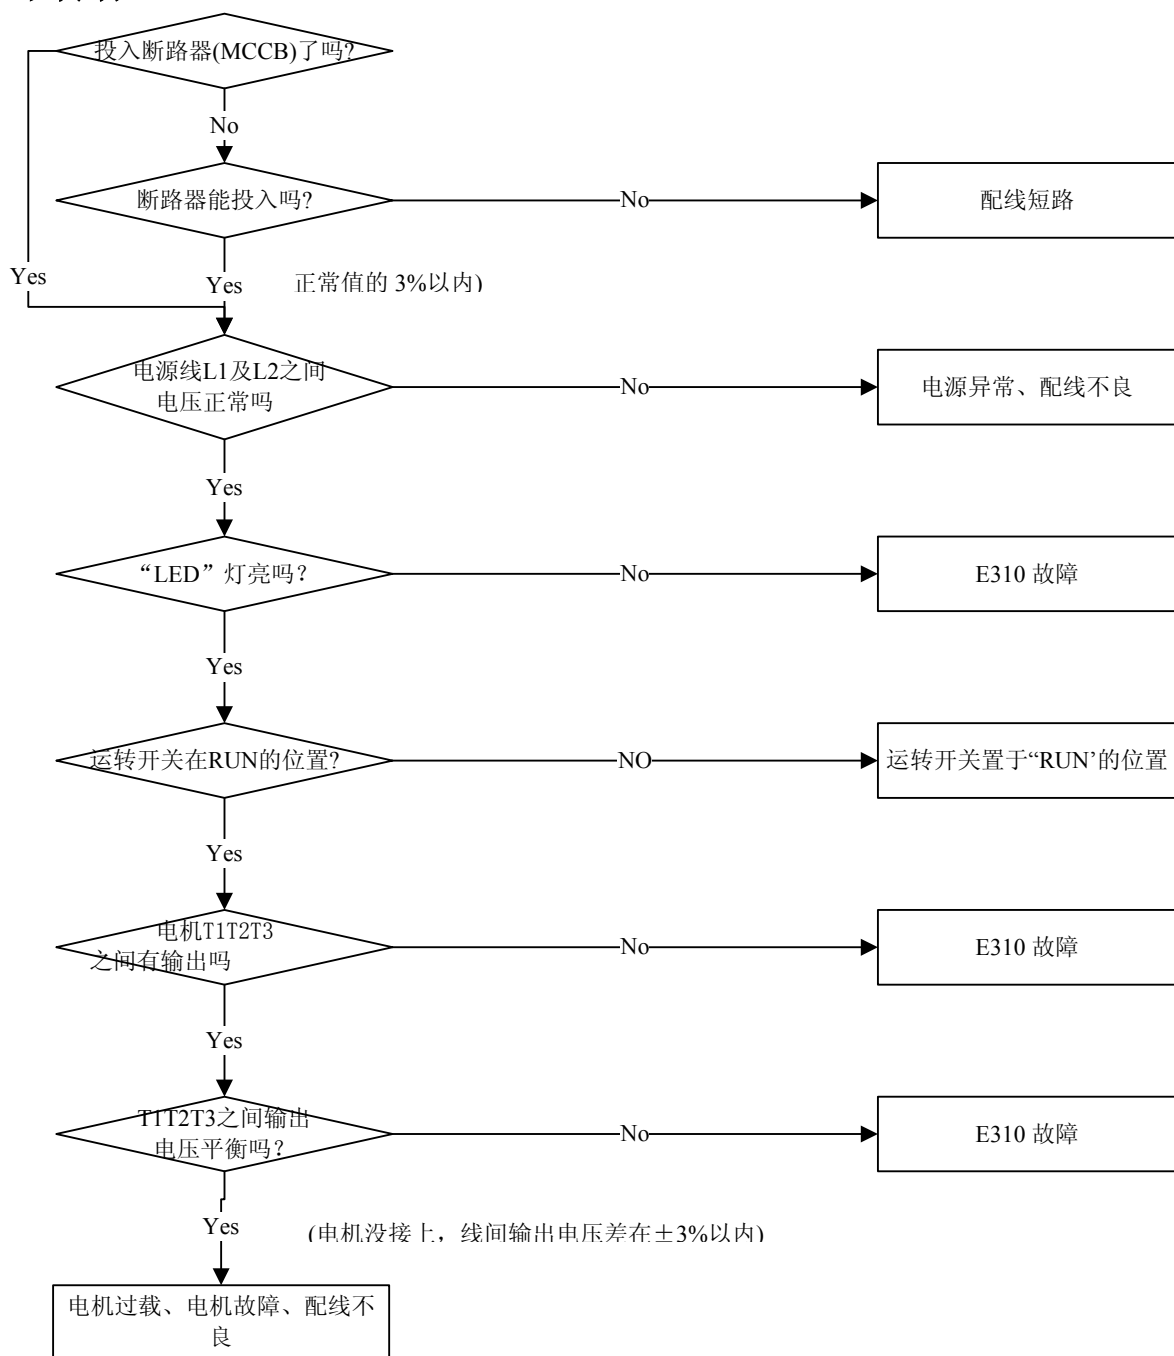 投入断路器(MCCB)了吗?
No
断路器能投入吗?
No
配线短路
Yes
Yes
正常值的 3%以内)
电源线L1及L2之间
电压正常吗
No
电源异常、配线不良
Yes
“LED”灯亮吗?
No
E310 故障
Yes
运转开关在RUN的位置?
NO
运转开关置于“RUN’的位置
Yes
电机T1T2T3
之间有输出吗
No
E310 故障
Yes
T1T2T3之间输出
电压平衡吗?
No
E310 故障
Yes
(电机没接上，线间输出电压差在±3%以内)
电机过载、电机故障、配线不
良